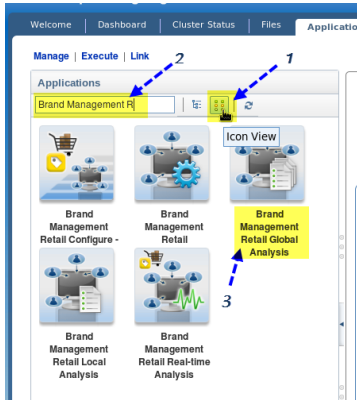 Welcome Dashboard Cluster Status Files Applicatio
Manage | Execute | Link
2
1
Applications
Brand Management R
Icon View
Brand
Management
Retail Configure -
Brand
Management
Retail
Brand
Management
Retail Global
Analysis
3
Brand
Management
Retail Local
Analysis
Brand
Management
Retail Real-time
Analysis